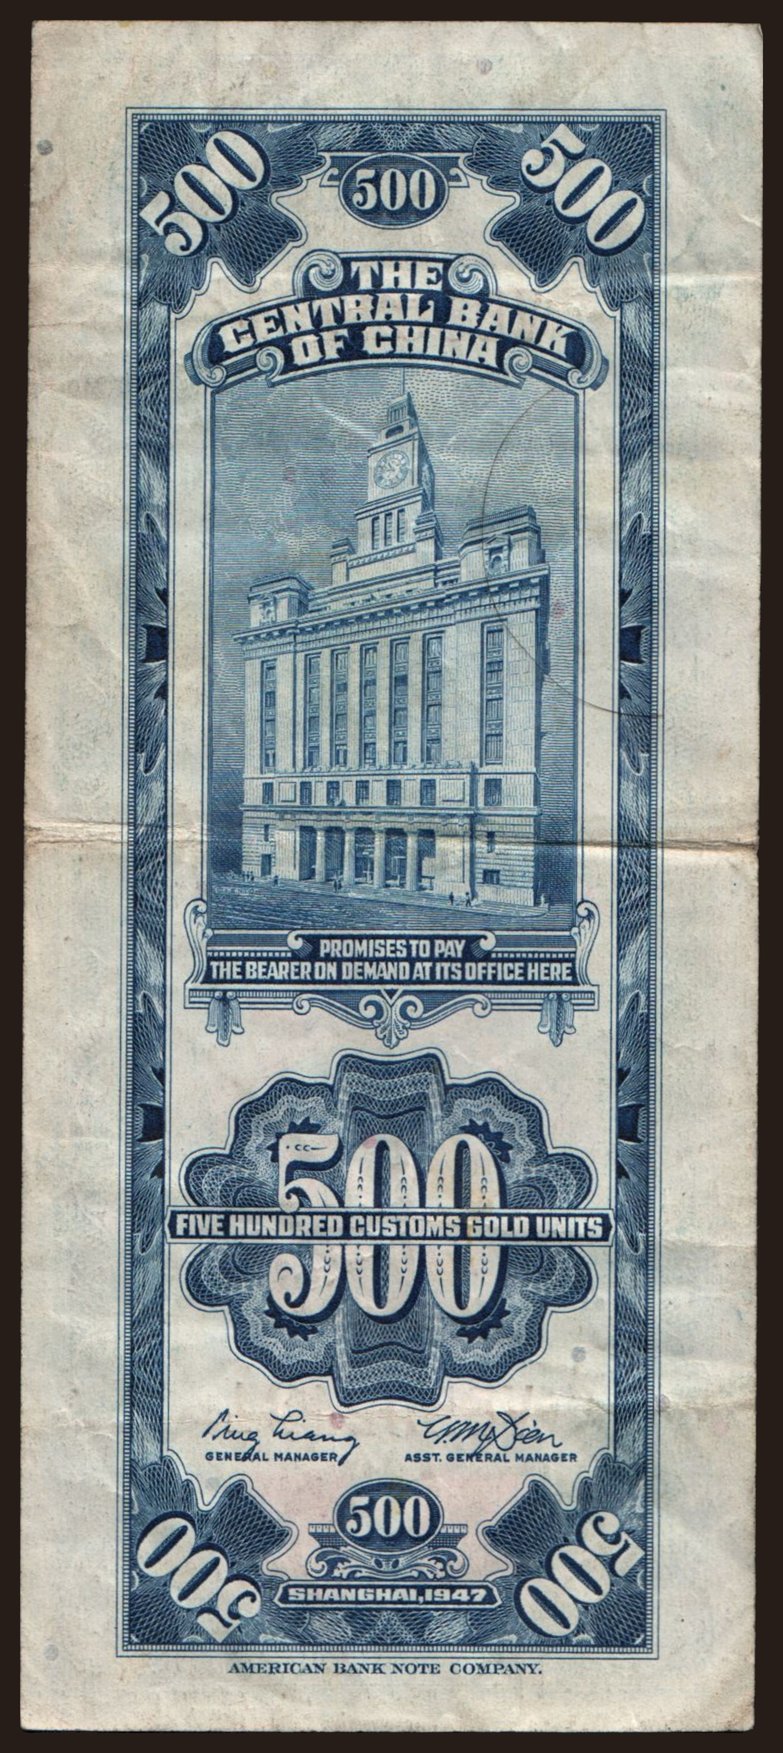 500 500 500
THE
CENTRAL BANK
OF CHINA
PROMISES TO PAY
THE BEARER ON DEMAND AT ITS OFFICE HERE
500
FIVE HUNDRED CUSTOMS GOLD UNITS
GENERAL MANAGER ASST. GENERAL MANAGER
500 500 500
SHANGHAI, 1947
AMERICAN BANK NOTE COMPANY.